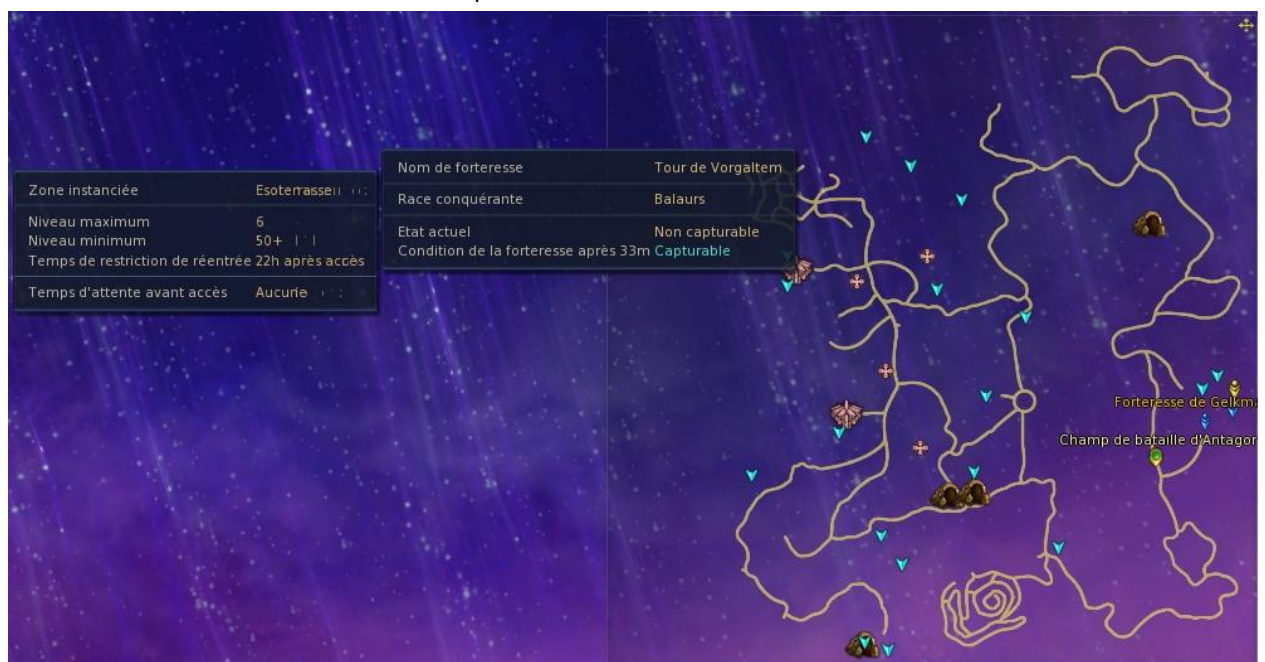 Zone instanciée Esoterrasse
Niveau maximum 6
Niveau minimum 50+
Temps de restriction de réentrée 22h après accès
Temps d'attente avant accès Aucune
Nom de forteresse Tour de Vorgaltem
Race conquérante Balaurs
Etat actuel Non capturable
Condition de la forteresse après 33m Capturable
Forteresse de Gelkma
Champ de bataille d'Antagor